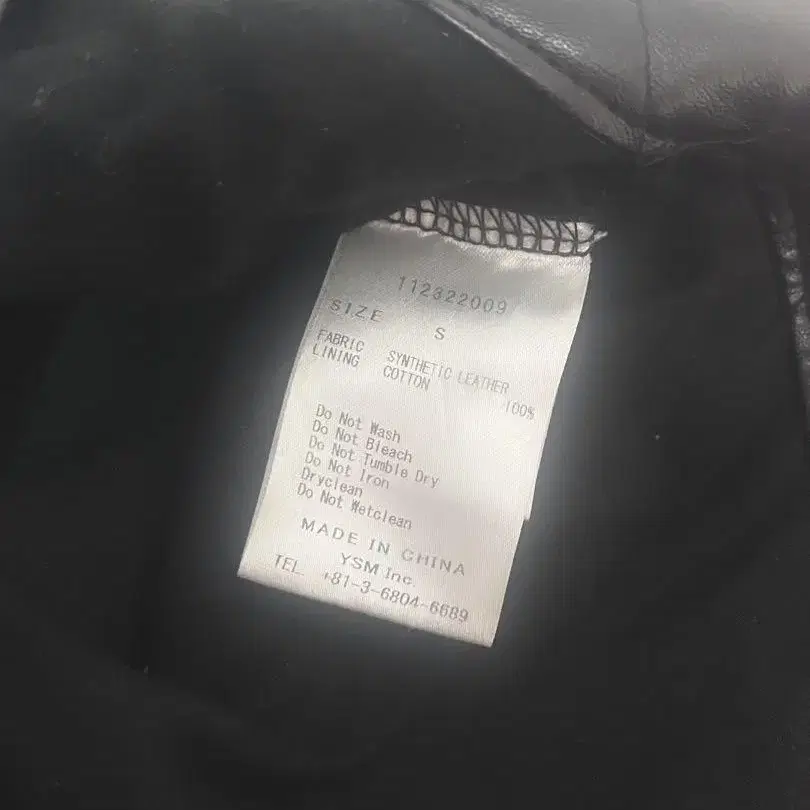 112322009
SIZE S
FABRIC SYNTHETIC LEATHER
LINING COTTON 100%
Do Not Wash
Do Not Bleach
Do Not Tumble Dry
Do Not Iron
Dryclean
Do Not Wetclean
MADE IN CHINA
YSM Inc.
TEL +81-3-6804-6689